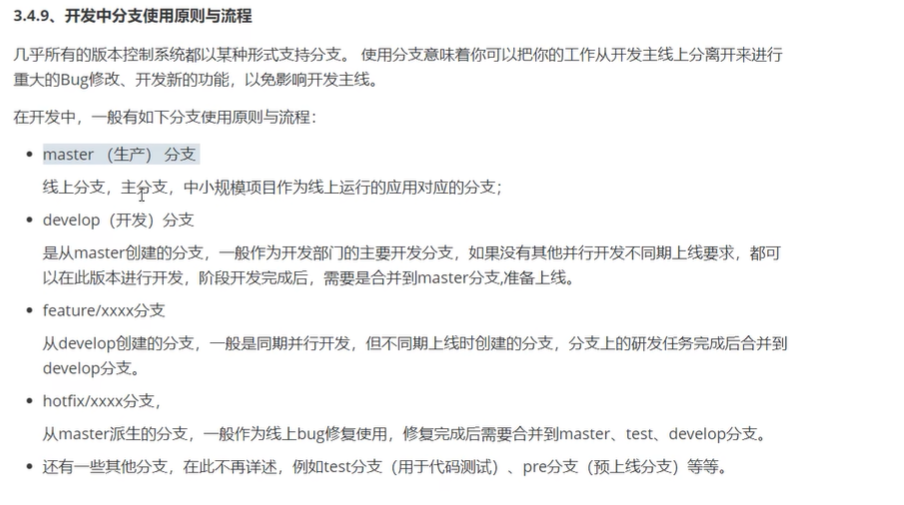 3.4.9、开发中分支使用原则与流程
几乎所有的版本控制系统都以某种形式支持分支。 使用分支意味着你可以把你的工作从开发主线上分离开来进行
重大的Bug修改、开发新的功能，以免影响开发主线。
在开发中，一般有如下分支使用原则与流程：
• master （生产） 分支
线上分支，主分支，中小规模项目作为线上运行的应用对应的分支；
• develop（开发）分支
是从master创建的分支，一般作为开发部门的主要开发分支，如果没有其他并行开发不同期上线要求，都可
以在此版本进行开发，阶段开发完成后，需要是合并到master分支,准备上线。
• feature/xxxx分支
从develop创建的分支，一般是同期并行开发，但不同期上线时创建的分支，分支上的研发任务完成后合并到
develop分支。
• hotfix/xxxx分支，
从master派生的分支，一般作为线上bug修复使用，修复完成后需要合并到master、test、develop分支。
• 还有一些其他分支，在此不再详述，例如test分支（用于代码测试）、pre分支（预上线分支）等等。